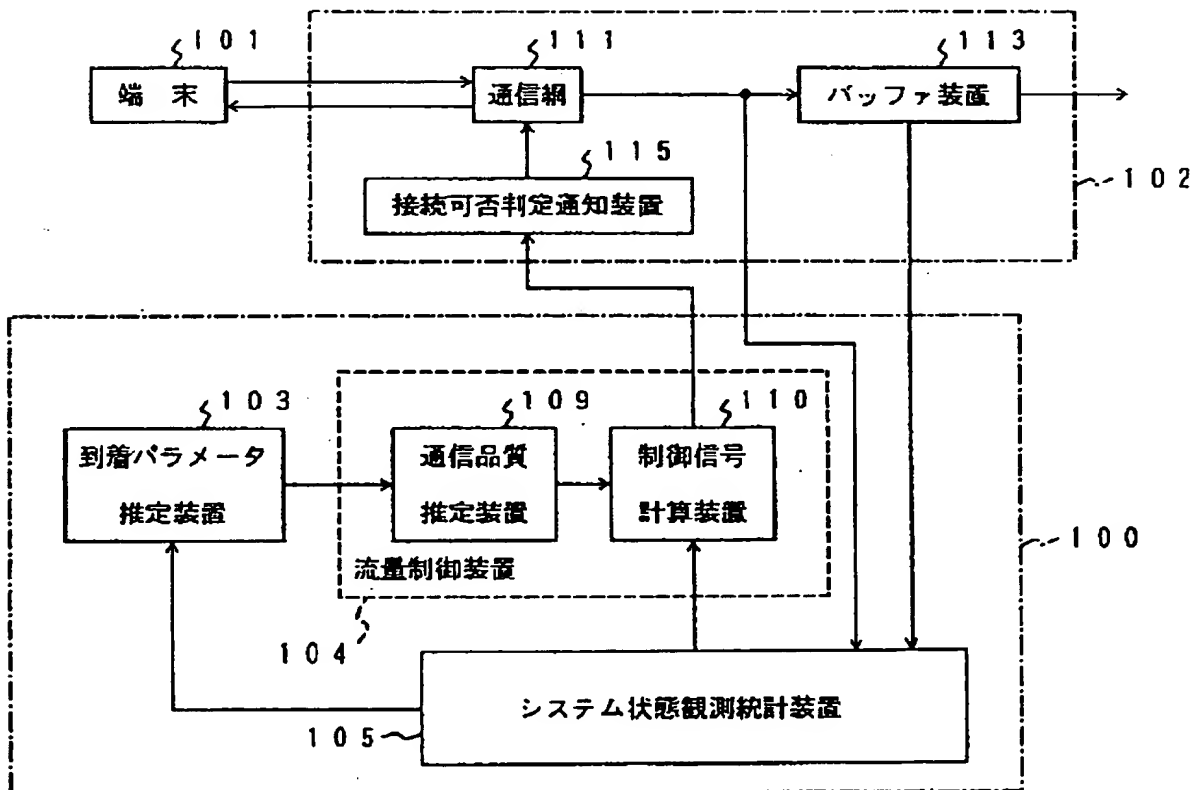 101
111
113
端末
通信網
バッファ装置
115
102
接続可否判定通知装置
103
109
110
到着パラメータ
推定装置
通信品質
推定装置
制御信号
計算装置
100
流量制御装置
104
システム状態観測統計装置
105